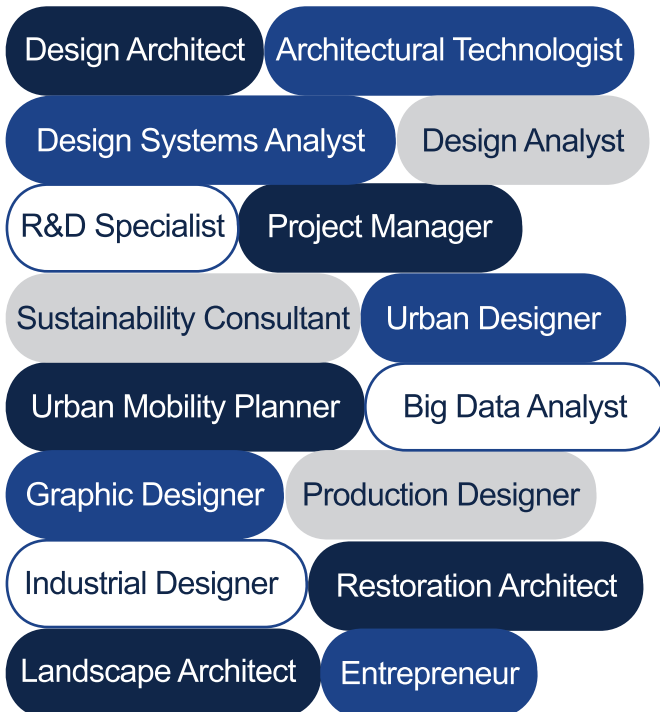 Design Architect Architectural Technologist
Design Systems Analyst Design Analyst
R&D Specialist Project Manager
Sustainability Consultant Urban Designer
Urban Mobility Planner Big Data Analyst
Graphic Designer Production Designer
Industrial Designer Restoration Architect
Landscape Architect Entrepreneur